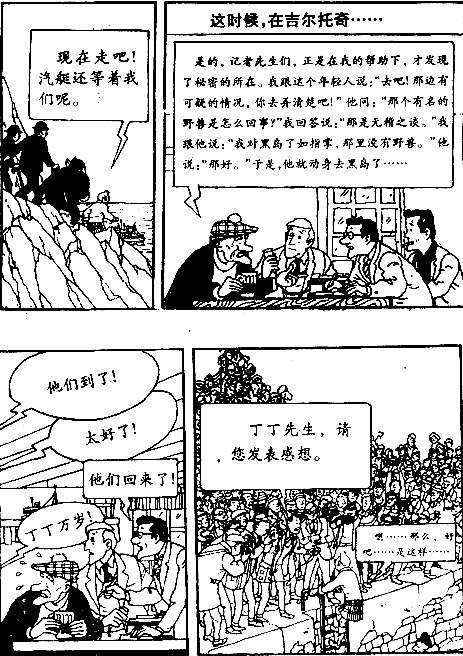 现在走吧!
汽艇还等着我
们呢。
这时候,在吉尔托奇……
是的,记者先生们,正是在我的帮助下,才发现
了秘密的所在。我跟这个年轻人说:“去吧!那边有
可疑的情况,你去弄清楚吧!”他问:“那个有名的
野兽是怎么回事?”我回答说:“那是无稽之谈。”我
跟他说:“我对黑岛了如指掌,那里没有野兽。”他
说:“那好。”于是,他就动身去黑岛了……
他们到了!
太好了!
他们回来了!
丁丁万岁!
丁丁先生,请
您发表感想。
嗯……那么,好
吧……是这样……